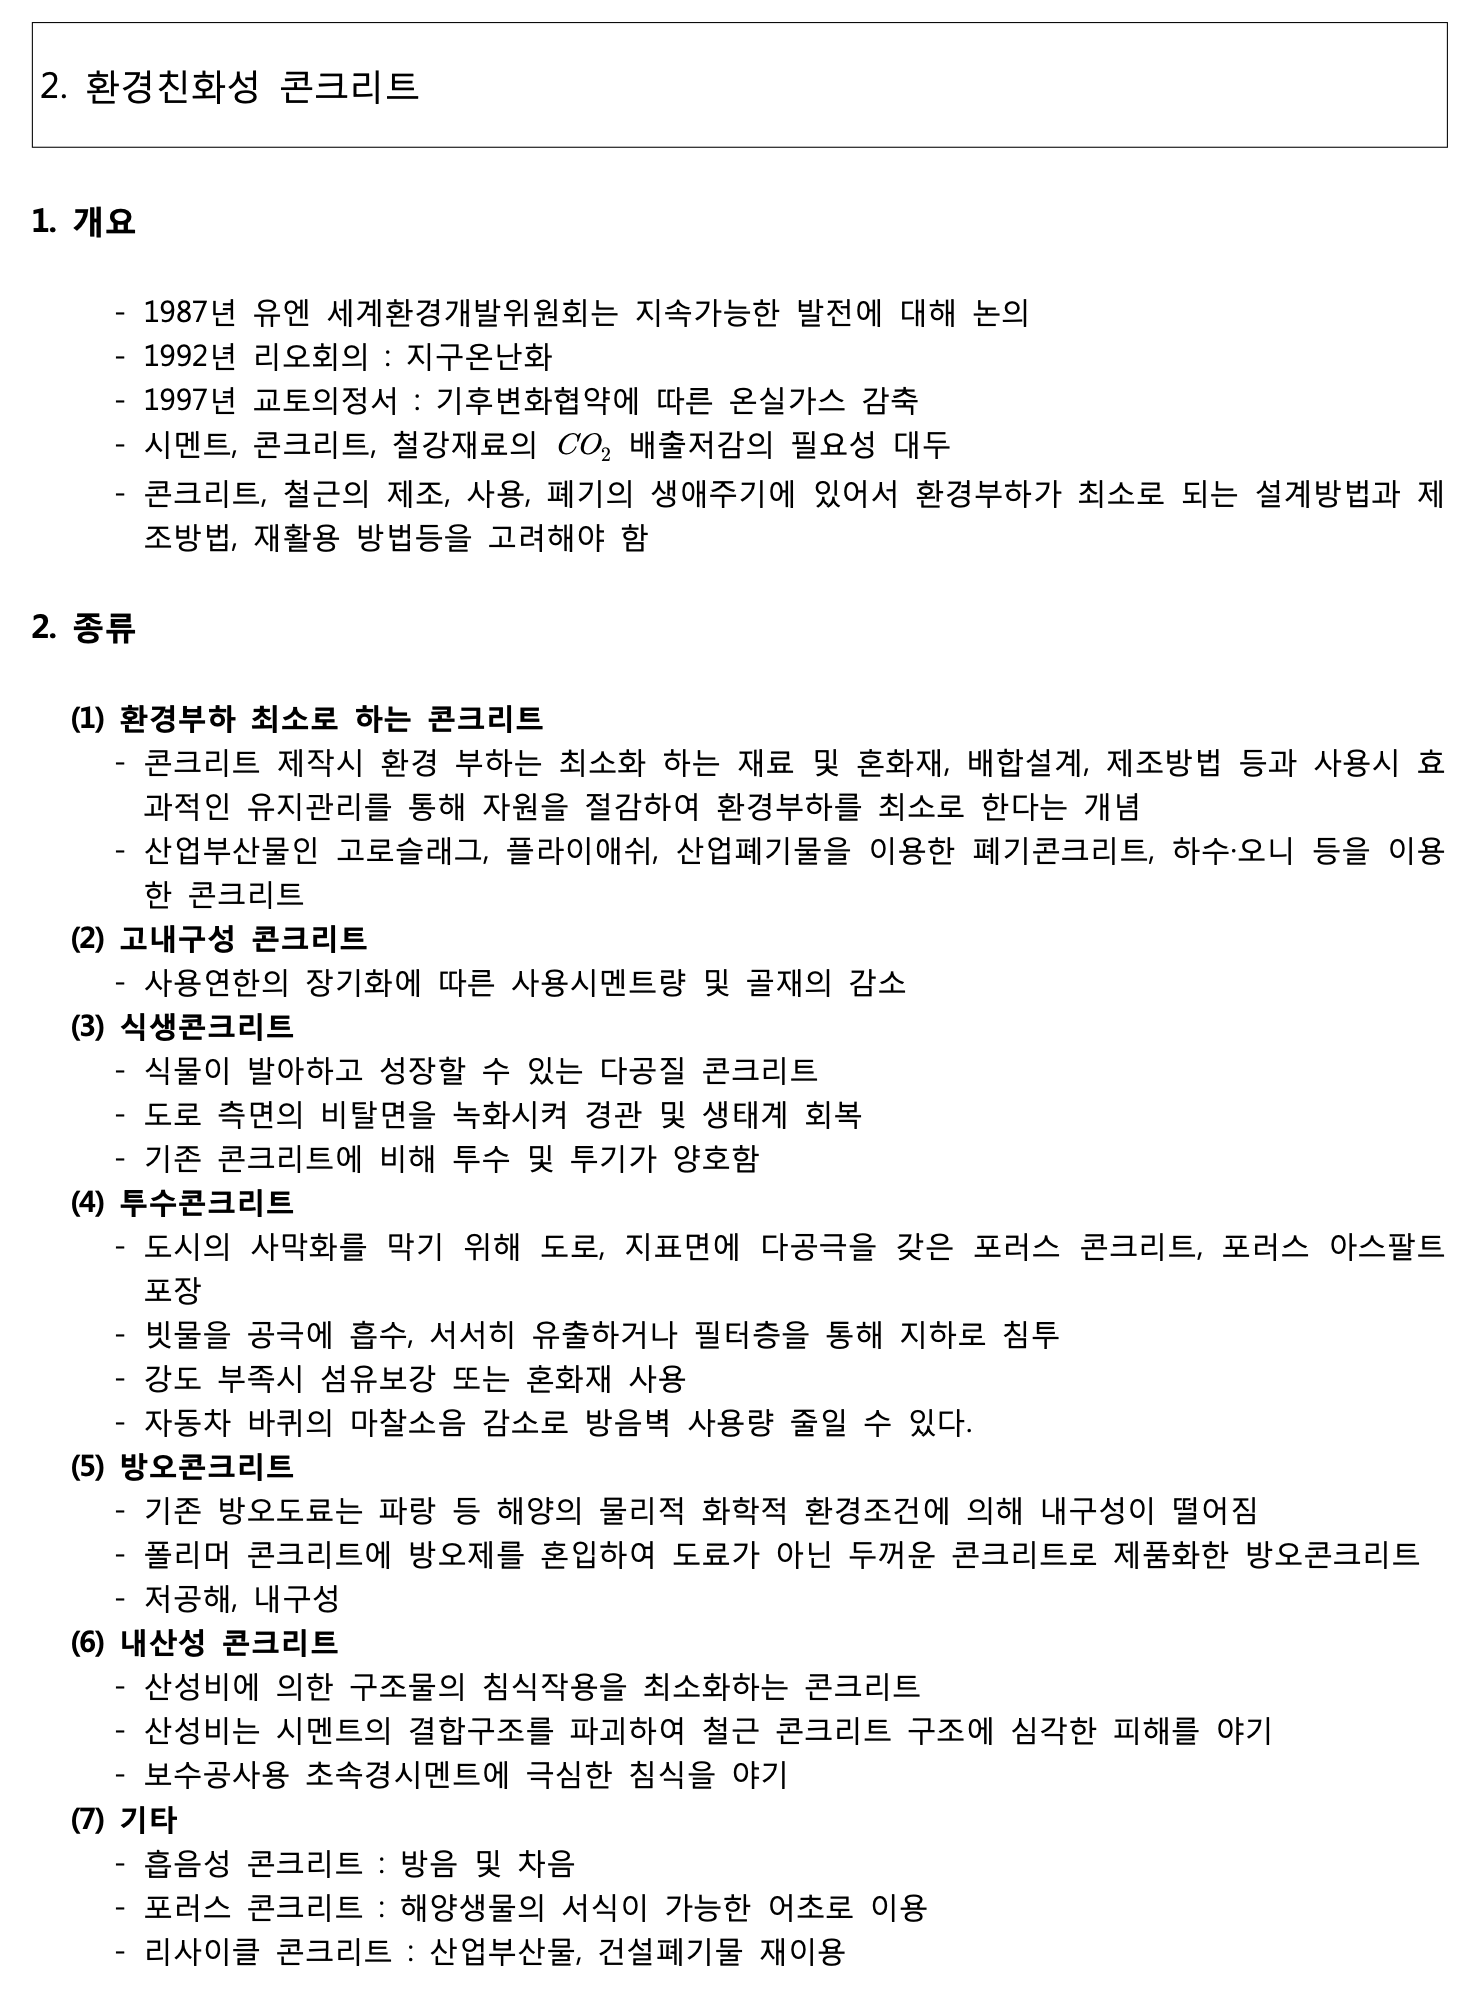 2. 환경친화성 콘크리트
1. 개요
- 1987년 유엔 세계환경개발위원회는 지속가능한 발전에 대해 논의
- 1992년 리오회의 : 지구온난화
- 1997년 교토의정서 : 기후변화협약에 따른 온실가스 감축
- 시멘트, 콘크리트, 철강재료의 CO₂ 배출저감의 필요성 대두
- 콘크리트, 철근의 제조, 사용, 폐기의 생애주기에 있어서 환경부하가 최소로 되는 설계방법과 제
조방법, 재활용 방법등을 고려해야 함
2. 종류
(1) 환경부하 최소로 하는 콘크리트
- 콘크리트 제작시 환경 부하는 최소화 하는 재료 및 혼화재, 배합설계, 제조방법 등과 사용시 효
과적인 유지관리를 통해 자원을 절감하여 환경부하를 최소로 한다는 개념
- 산업부산물인 고로슬래그, 플라이애쉬, 산업폐기물을 이용한 폐기콘크리트, 하수·오니 등을 이용
한 콘크리트
(2) 고내구성 콘크리트
- 사용연한의 장기화에 따른 사용시멘트량 및 골재의 감소
(3) 식생콘크리트
- 식물이 발아하고 성장할 수 있는 다공질 콘크리트
- 도로 측면의 비탈면을 녹화시켜 경관 및 생태계 회복
- 기존 콘크리트에 비해 투수 및 투기가 양호함
(4) 투수콘크리트
- 도시의 사막화를 막기 위해 도로, 지표면에 다공극을 갖은 포러스 콘크리트, 포러스 아스팔트
포장
- 빗물을 공극에 흡수, 서서히 유출하거나 필터층을 통해 지하로 침투
- 강도 부족시 섬유보강 또는 혼화재 사용
- 자동차 바퀴의 마찰소음 감소로 방음벽 사용량 줄일 수 있다.
(5) 방오콘크리트
- 기존 방오도료는 파랑 등 해양의 물리적 화학적 환경조건에 의해 내구성이 떨어짐
- 폴리머 콘크리트에 방오제를 혼입하여 도료가 아닌 두꺼운 콘크리트로 제품화한 방오콘크리트
- 저공해, 내구성
(6) 내산성 콘크리트
- 산성비에 의한 구조물의 침식작용을 최소화하는 콘크리트
- 산성비는 시멘트의 결합구조를 파괴하여 철근 콘크리트 구조에 심각한 피해를 야기
- 보수공사용 초속경시멘트에 극심한 침식을 야기
(7) 기타
- 흡음성 콘크리트 : 방음 및 차음
- 포러스 콘크리트 : 해양생물의 서식이 가능한 어초로 이용
- 리사이클 콘크리트 : 산업부산물, 건설폐기물 재이용